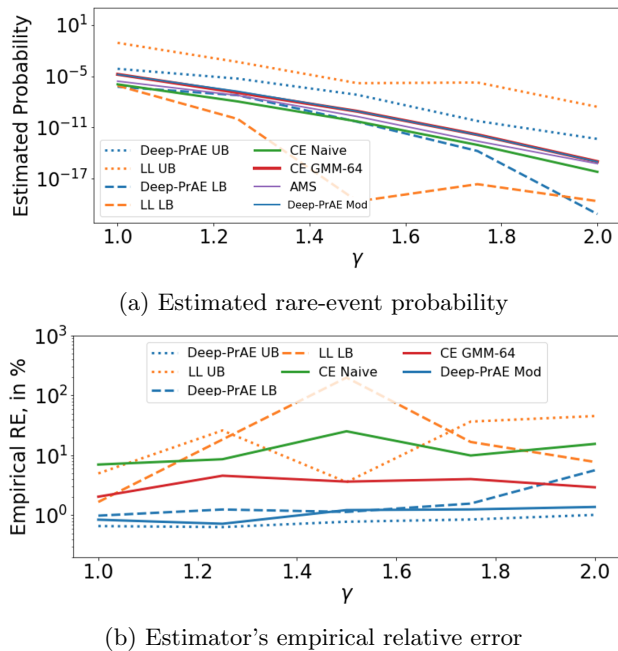 10^1
10^-5
10^-11
10^-17
Estimated Probability
Deep-PrAE UB
LL UB
Deep-PrAE LB
LL LB
CE Naive
CE GMM-64
AMS
Deep-PrAE Mod
1.0 1.2 1.4 1.6 1.8 2.0
γ
(a) Estimated rare-event probability
10^3
10^2
10^1
10^0
Empirical RE, in %
Deep-PrAE UB
LL UB
Deep-PrAE LB
LL LB
CE Naive
CE GMM-64
Deep-PrAE Mod
1.0 1.2 1.4 1.6 1.8 2.0
γ
(b) Estimator's empirical relative error